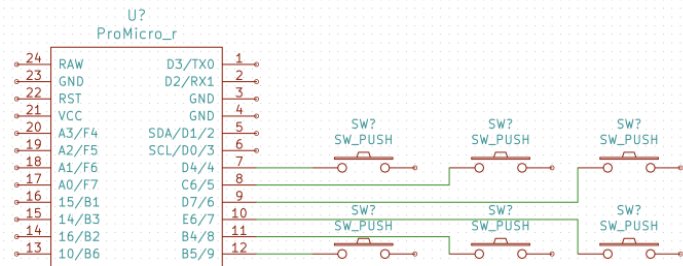 U?
ProMicro_r
24 RAW D3/TX0 1
23 GND D2/RX1 2
22 RST GND 3
21 VCC GND 4
20 A3/F4 SDA/D1/2 5
19 A2/F5 SCL/D0/3 6
18 A1/F6 D4/4 7
17 A0/F7 C6/5 8
16 15/B1 D7/6 9
15 14/B3 E6/7 10
14 16/B2 B4/8 11
13 10/B6 B5/9 12
SW? SW? SW?
SW_PUSH SW_PUSH SW_PUSH
SW? SW? SW?
SW_PUSH SW_PUSH SW_PUSH